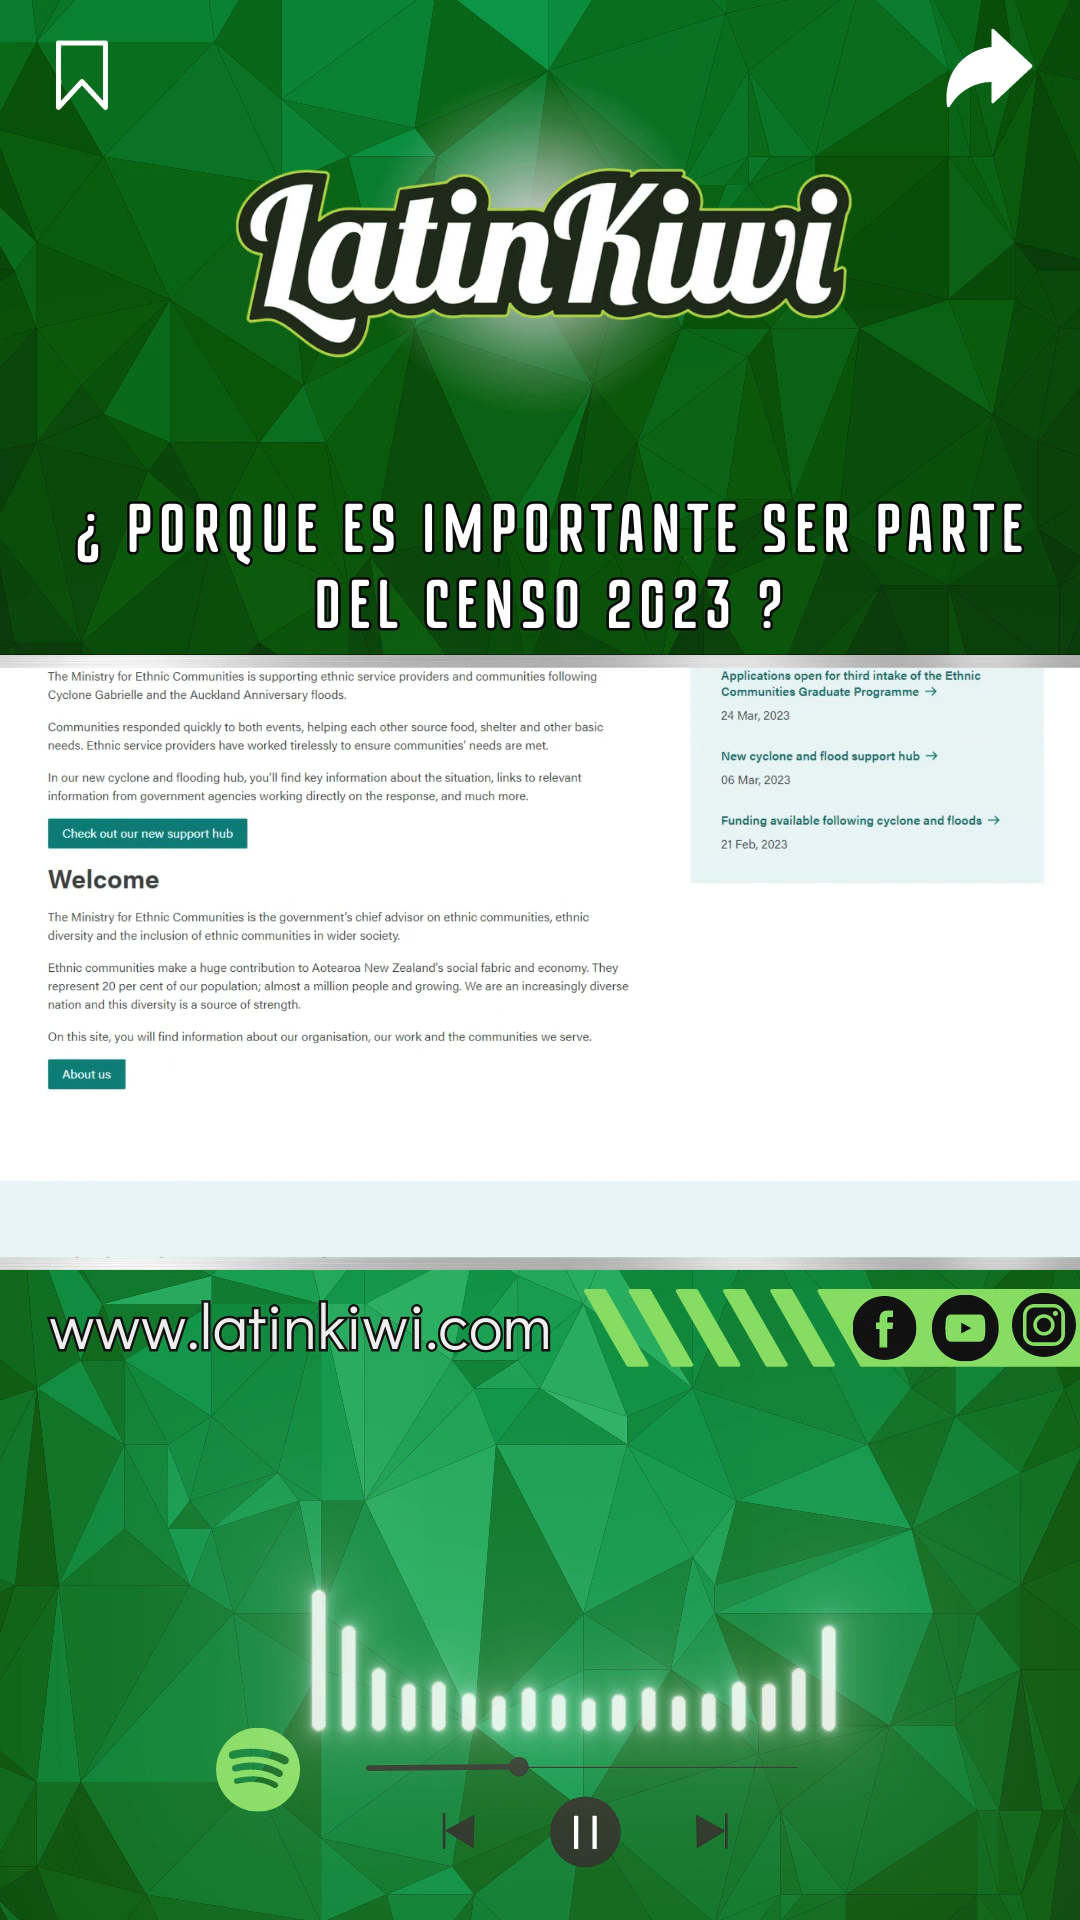 LatinKiwi
¿ PORQUE ES IMPORTANTE SER PARTE
DEL CENSO 2023 ?
The Ministry for Ethnic Communities is supporting ethnic service providers and communities following
Cyclone Gabrielle and the Auckland Anniversary floods.
Communities responded quickly to both events, helping each other source food, shelter and other basic
needs. Ethnic service providers have worked tirelessly to ensure communities' needs are met.
In our new cyclone and flooding hub, you'll find key information about the situation, links to relevant
information from government agencies working directly on the response, and much more.
Check out our new support hub
Welcome
The Ministry for Ethnic Communities is the government's chief advisor on ethnic communities, ethnic
diversity and the inclusion of ethnic communities in wider society.
Ethnic communities make a huge contribution to Aotearoa New Zealand's social fabric and economy. They
represent 20 per cent of our population; almost a million people and growing. We are an increasingly diverse
nation and this diversity is a source of strength.
On this site, you will find information about our organisation, our work and the communities we serve.
About us
Applications open for third intake of the Ethnic
Communities Graduate Programme →
24 Mar, 2023
New cyclone and flood support hub →
06 Mar, 2023
Funding available following cyclone and floods →
21 Feb, 2023
www.latinkiwi.com